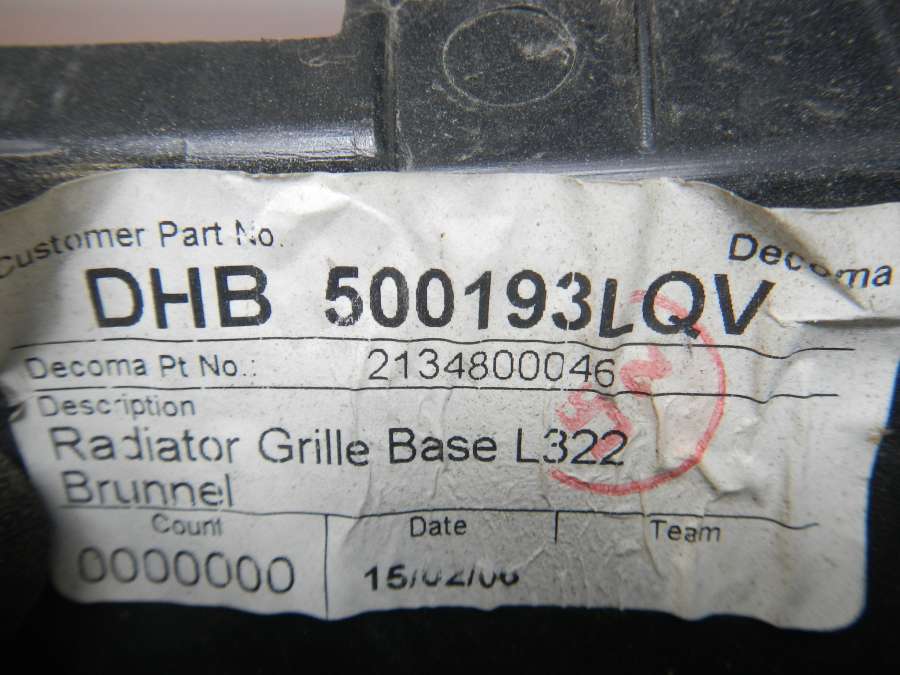 Customer Part No.
Decoma
DHB 500193LQV
Decoma Pt No.: 2134800046
Description
Radiator Grille Base L322
Brunnel
Count Date Team
0000000 15/02/06